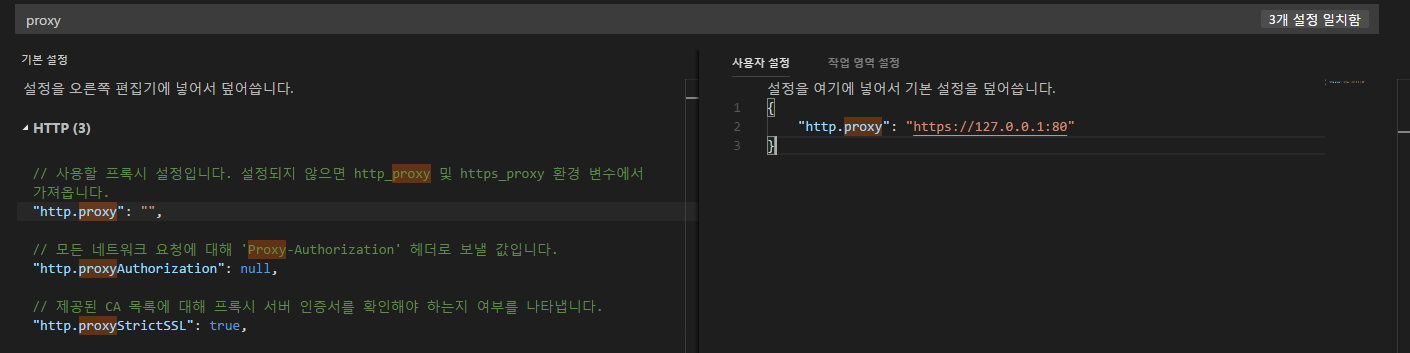 proxy
3개 설정 일치함
기본 설정
설정을 오른쪽 편집기에 넣어서 덮어씁니다.
HTTP (3)
// 사용할 프록시 설정입니다. 설정되지 않으면 http_proxy 및 https_proxy 환경 변수에서
가져옵니다.
"http.proxy": "",
// 모든 네트워크 요청에 대해 'Proxy-Authorization' 헤더로 보낼 값입니다.
"http.proxyAuthorization": null,
// 제공된 CA 목록에 대해 프록시 서버 인증서를 확인해야 하는지 여부를 나타냅니다.
"http.proxyStrictSSL": true,
사용자 설정 작업 영역 설정
설정을 여기에 넣어서 기본 설정을 덮어씁니다.
1 {
2 "http.proxy": "https://127.0.0.1:80"
3 }